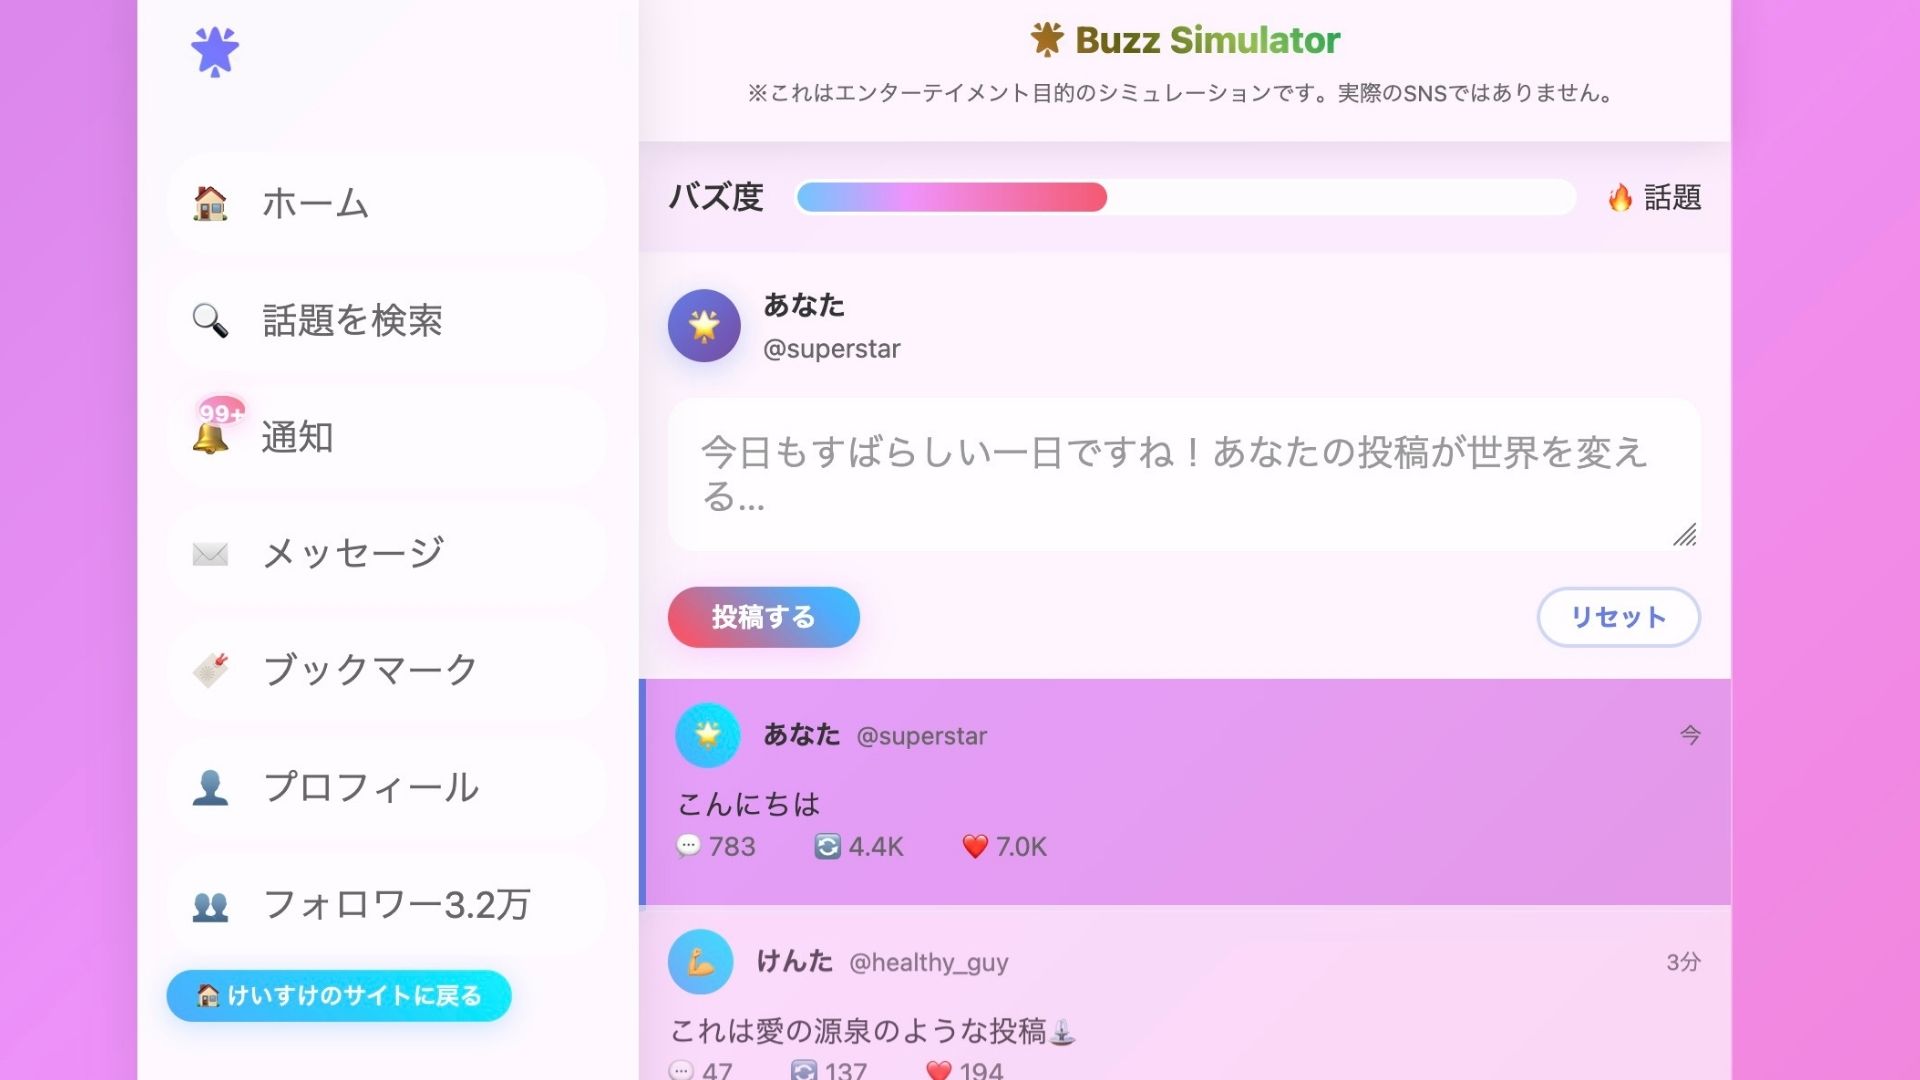 Buzz Simulator
※これはエンターテイメント目的のシミュレーションです。実際のSNSではありません。
ホーム
話題を検索
99+
通知
メッセージ
ブックマーク
プロフィール
フォロワー3.2万
けいすけのサイトに戻る
バズ度
話題
あなた
@superstar
今日もすばらしい一日ですね！あなたの投稿が世界を変え
る...
投稿する
リセット
あなた @superstar 今
こんにちは
783 4.4K 7.0K
けんた @healthy_guy 3分
これは愛の源泉のような投稿
47 137 194